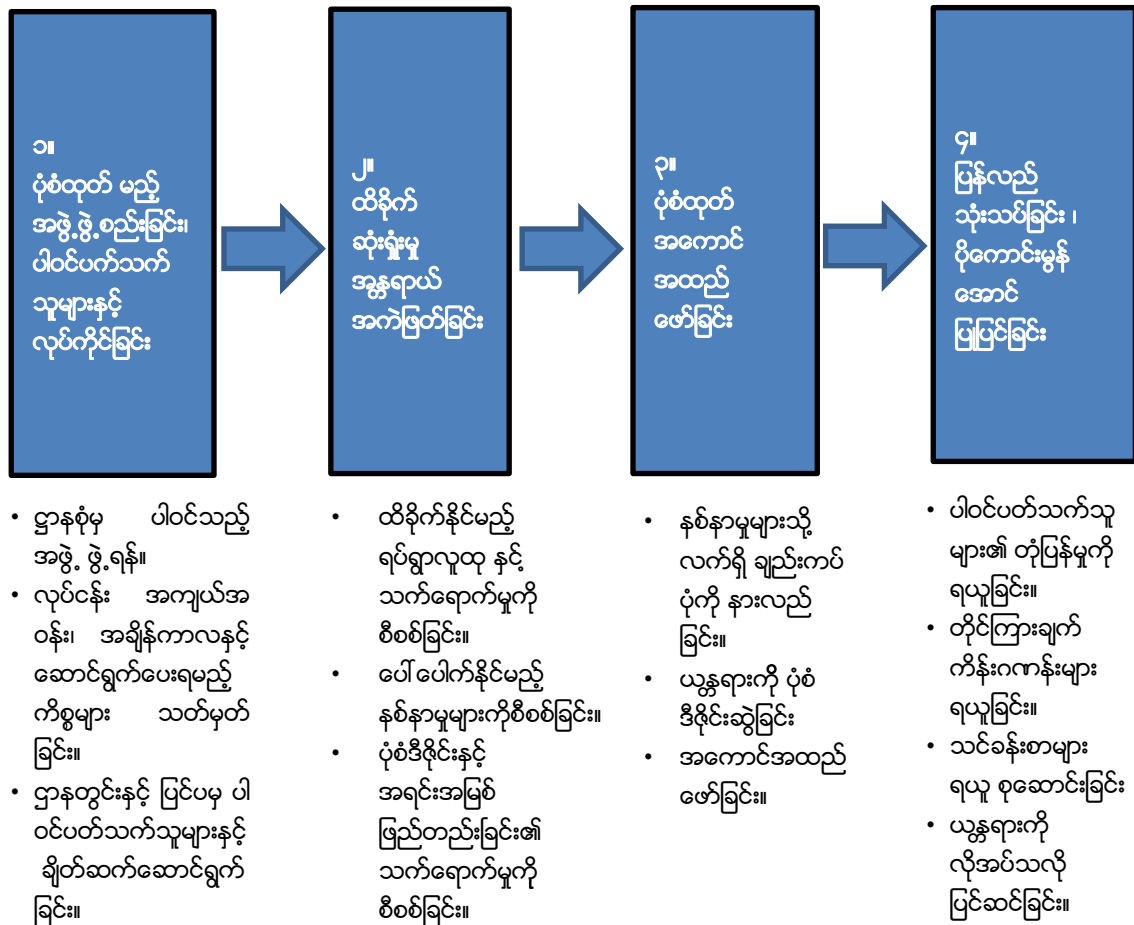 ၁။
ပုံစံထုတ် မည့်
အဖွဲ့ ဖွဲ့စည်းခြင်း၊
ပါဝင်ပက်သက်
သူများနှင့်
လုပ်ကိုင်ခြင်း
၂။
ထိခိုက်
ဆုံးရှုံးမှု
အန္တရာယ်
အကဲဖြတ်ခြင်း
၃။
ပုံစံထုတ်
အကောင်
အထည်
ဖော်ခြင်း
၄။
ပြန်လည်
သုံးသပ်ခြင်း ၊
ပိုကောင်းမွန်
အောင်
ပြုပြင်ခြင်း
• ဋ္ဌာနစုံမှ ပါဝင်သည့်
အဖွဲ့ ဖွဲ့ရန်။
• လုပ်ငန်း အကျယ်အ
ဝန်း၊ အချိန်ကာလနှင့်
ဆောင်ရွက်ပေးရမည့်
ကိစ္စများ သတ်မှတ်
ခြင်း။
• ဌာနတွင်းနှင့် ပြင်ပမှ ပါ
ဝင်ပတ်သက်သူများနှင့်
ချိတ်ဆက်ဆောင်ရွက်
ခြင်း။
• ထိခိုက်နိုင်မည့်
ရပ်ရွာလူထု နှင့်
သက်ရောက်မှုကို
စီစစ်ခြင်း။
• ပေါ်ပေါက်နိုင်မည့်
နစ်နာမှုများကိုစီစစ်ခြင်း။
• ပုံစံဒီဇိုင်းနှင့်
အရင်းအမြစ်
ဖြည်တည်းခြင်း၏
သက်ရောက်မှုကို
စီစစ်ခြင်း။
• နစ်နာမှုများသို့
လက်ရှိ ချည်းကပ်
ပုံကို နားလည်
ခြင်း။
• ယန္တရားကို ပုံစံ
ဒီဇိုင်းဆွဲခြင်း
• အကောင်အထည်
ဖော်ခြင်း။
• ပါဝင်ပတ်သက်သူ
များ၏ တုံ့ပြန်မှုကို
ရယူခြင်း။
• တိုင်ကြားချက်
ကိန်းဂဏန်းများ
ရယူခြင်း။
• သင်ခန်းစာများ
ရယူ စုဆောင်းခြင်း
• ယန္တရားကို
လိုအပ်သလို
ပြင်ဆင်ခြင်း။